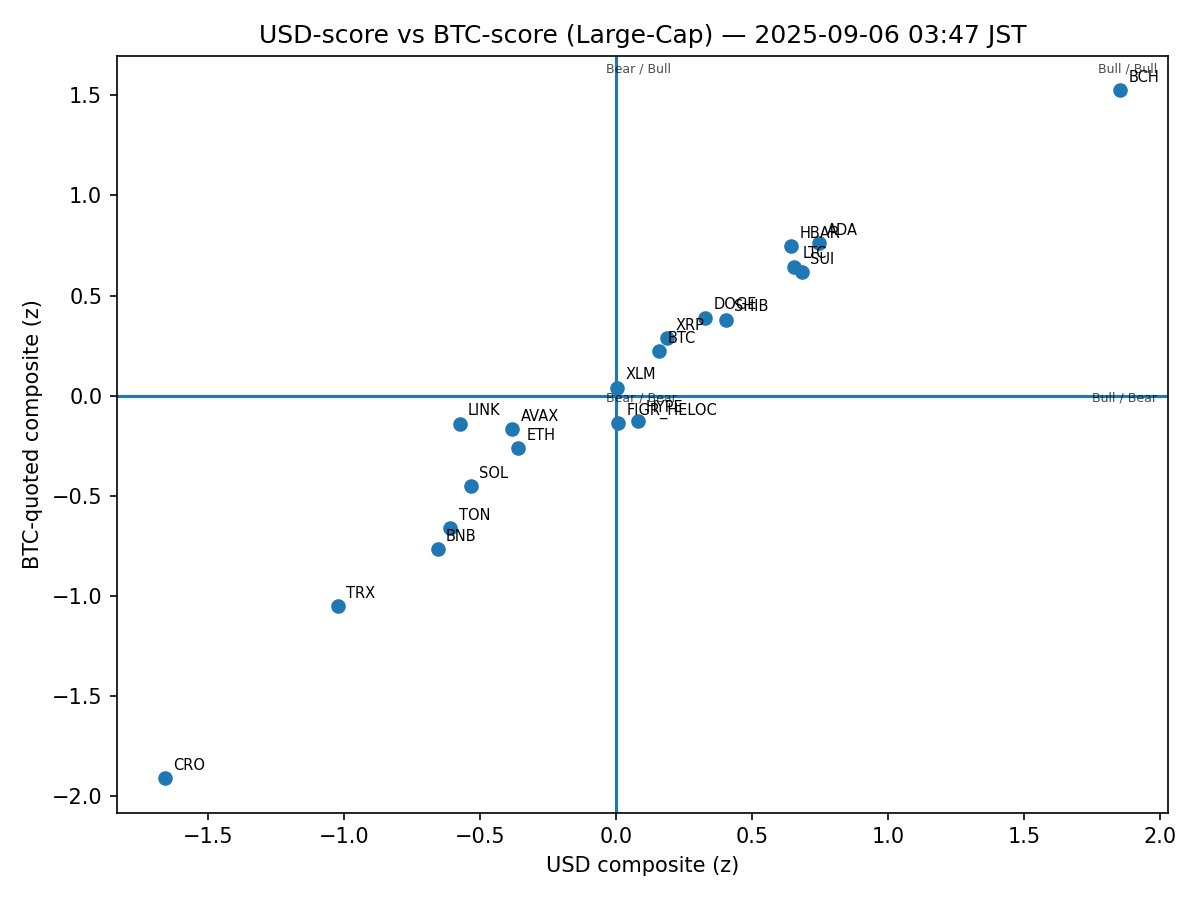 USD-score vs BTC-score (Large-Cap) — 2025-09-06 03:47 JST
Bear / Bull
Bull / Bull
BCH
1.5
1.0
HBAR
ADA
LTC
SUI
0.5
DOGE
SHIB
XRP
BTC
XLM
0.0
Bear / Bear
Bull / Bear
LINK
AVAX
FIGR_HELOC
HYPE
ETH
−0.5
SOL
TON
BNB
−1.0
TRX
−1.5
CRO
−2.0
−1.5
−1.0
−0.5
0.0
0.5
1.0
1.5
2.0
USD composite (z)
BTC-quoted composite (z)